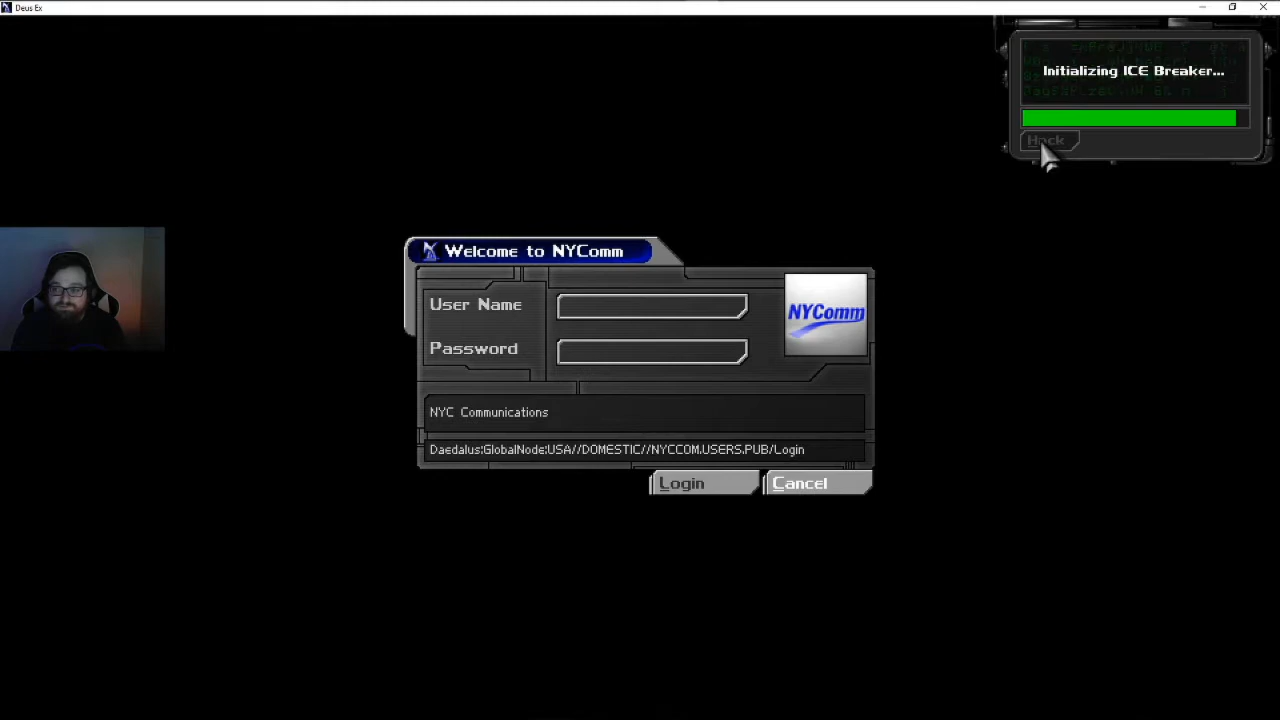 Deus Ex
Initializing ICE Breaker...
Hack
Welcome to NYComm
User Name
NYComm
Password
NYC Communications
Daedalus:GlobalNode:USA//DOMESTIC//NYCCOM.USERS.PUB/Login
Login
Cancel